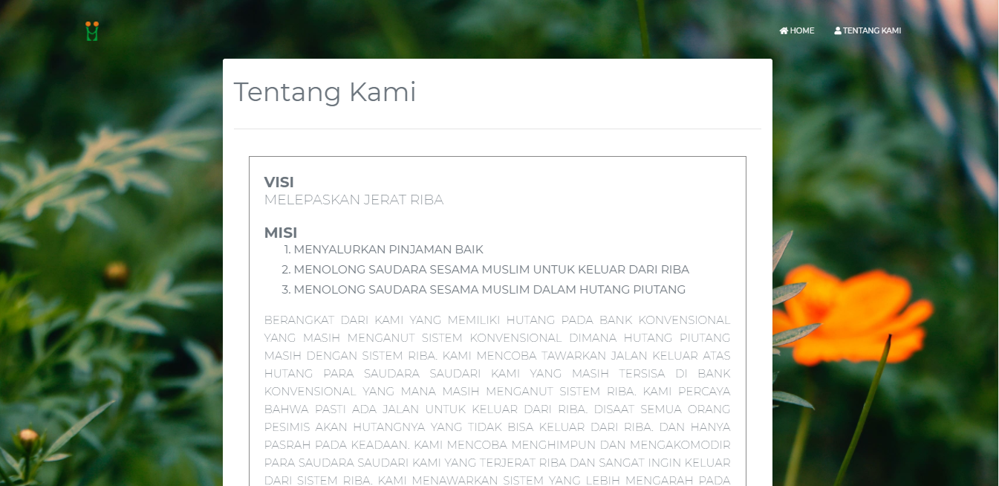 HOME TENTANG KAMI
Tentang Kami
VISI
MELEPASKAN JERAT RIBA
MISI
1. MENYALURKAN PINJAMAN BAIK
2. MENOLONG SAUDARA SESAMA MUSLIM UNTUK KELUAR DARI RIBA
3. MENOLONG SAUDARA SESAMA MUSLIM DALAM HUTANG PIUTANG
BERANGKAT DARI KAMI YANG MEMILIKI HUTANG PADA BANK KONVENSIONAL
YANG MASIH MENGANUT SISTEM KONVENSIONAL DIMANA HUTANG PIUTANG
MASIH DENGAN SISTEM RIBA. KAMI MENCOBA TAWARKAN JALAN KELUAR ATAS
HUTANG PARA SAUDARA SAUDARI KAMI YANG MASIH TERSISA DI BANK
KONVENSIONAL YANG MANA MASIH MENGANUT SISTEM RIBA. KAMI PERCAYA
BAHWA PASTI ADA JALAN UNTUK KELUAR DARI RIBA. DISAAT SEMUA ORANG
PESIMIS AKAN HUTANGNYA YANG TIDAK BISA KELUAR DARI RIBA. DAN HANYA
PASRAH PADA KEADAAN. KAMI MENCOBA MENGHIMPUN DAN MENGAKOMODIR
PARA SAUDARA SAUDARI KAMI YANG TERJERAT RIBA DAN SANGAT INGIN KELUAR
DARI SISTEM RIBA. KAMI MENAWARKAN SISTEM YANG LEBIH MENGARAH PADA